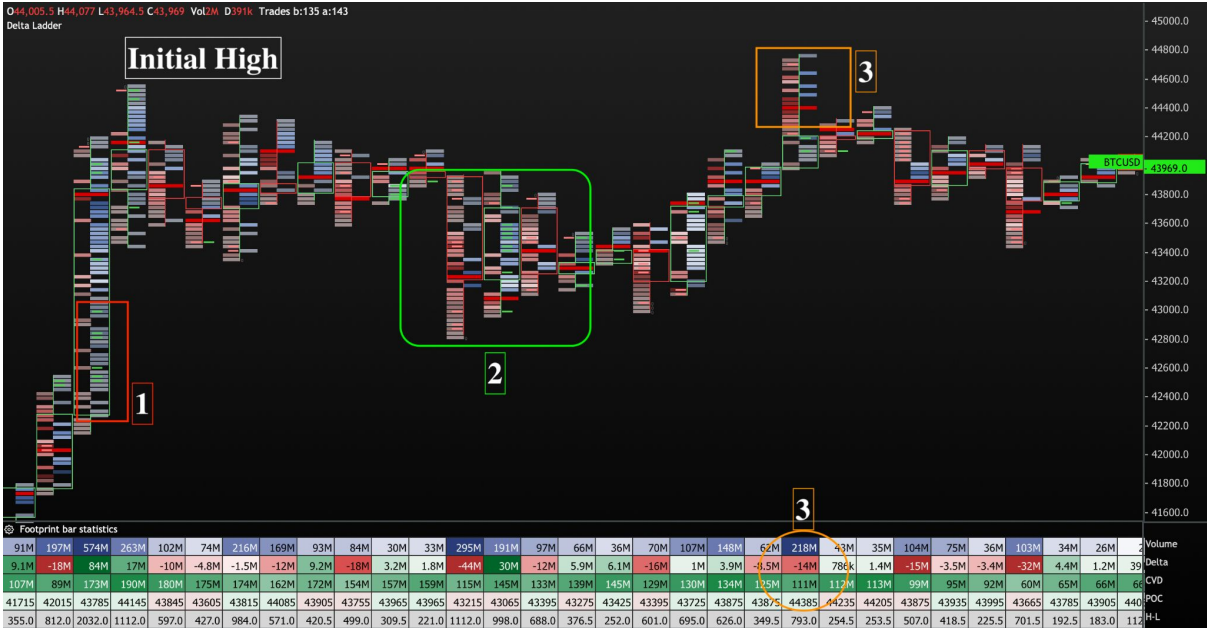 O44,005.5 H44,077 L43,964.5 C43,969 Vol2M D391k Trades b:135 a:143
Delta Ladder
Initial High
3
1
2
3
45000.0
44800.0
44600.0
44400.0
44200.0
BTCUSD
43969.0
43800.0
43600.0
43400.0
43200.0
43000.0
42800.0
42600.0
42400.0
42200.0
42000.0
41800.0
41600.0
Footprint bar statistics
91M 197M 574M 263M 102M 74M 216M 169M 93M 84M 30M 33M 295M 191M 97M 66M 36M 70M 107M 148M 62M 218M 43M 35M 104M 75M 36M 103M 34M 26M 2 Volume
9.1M -18M 84M 17M -10M -4.8M -1.5M -12M 9.2M -18M 3.2M 1.8M -44M 30M -12M 5.9M 6.1M -16M 1M 3.9M -8.5M -14M 786k 1.4M -15M -3.5M -3.4M -32M 4.4M 1.2M 39 Delta
107M 89M 173M 190M 180M 175M 174M 162M 172M 154M 157M 159M 115M 145M 133M 139M 145M 129M 130M 134M 125M 111M 112M 113M 99M 95M 92M 60M 65M 66M 66 CVD
41715 42015 43785 44145 43845 43605 43815 44085 43905 43755 43965 43905 43215 43065 43395 43275 43425 43395 43725 43875 43875 44385 44235 44205 43875 43935 43995 43665 43785 43905 440 POC
355.0 812.0 2032.0 1112.0 597.0 427.0 984.0 571.0 420.5 499.0 309.5 221.0 1112.0 998.0 688.0 376.5 252.0 601.0 695.0 626.0 349.5 793.0 254.5 253.5 507.0 418.5 225.5 701.5 192.5 183.0 112 H-L